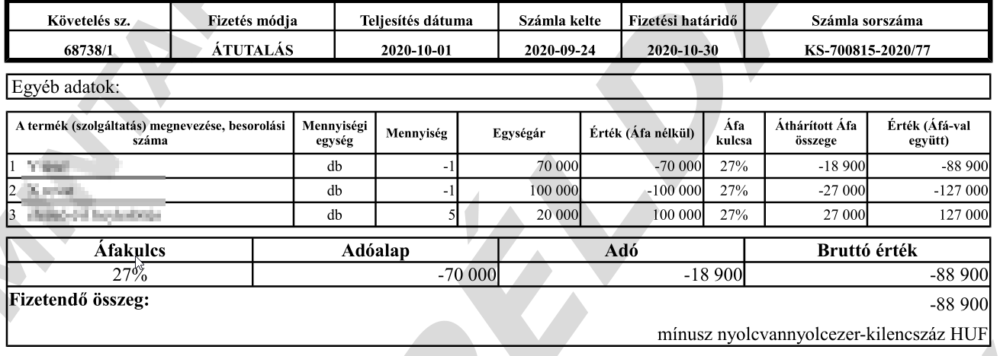 Követelés sz. Fizetés módja Teljesítés dátuma Számla kelte Fizetési határidő Számla sorszáma
68738/1 ÁTUTALÁS 2020-10-01 2020-09-24 2020-10-30 KS-700815-2020/77
Egyéb adatok:
A termék (szolgáltatás) megnevezése, besorolási száma Mennyiségi egység Mennyiség Egységár Érték (Áfa nélkül) Áfa kulcsa Áthárított Áfa összege Érték (Áfá-val együtt)
1 db -1 70 000 -70 000 27% -18 900 -88 900
2 db -1 100 000 -100 000 27% -27 000 -127 000
3 db 5 20 000 100 000 27% 27 000 127 000
Áfakulcs Adóalap Adó Bruttó érték
27% -70 000 -18 900 -88 900
Fizetendő összeg: -88 900
mínusz nyolcvannyolcezer-kilencszáz HUF